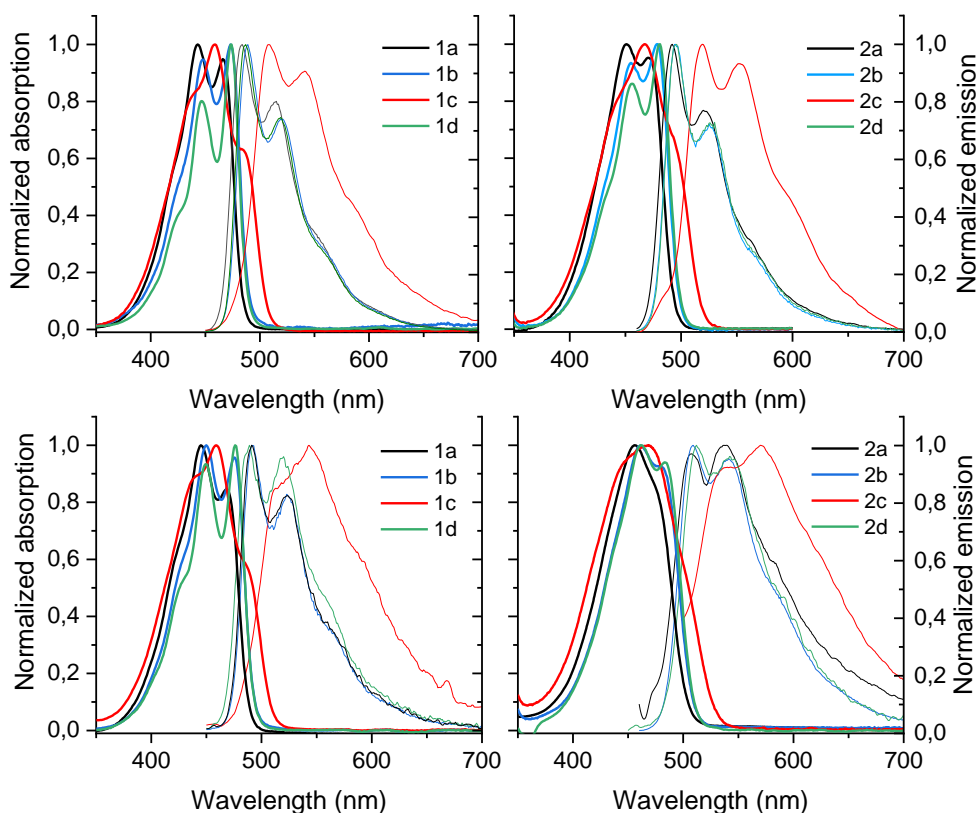 1,0
0,8
0,6
0,4
0,2
0,0
Normalized absorption
400 500 600 700
Wavelength (nm)
1a
1b
1c
1d
400 500 600 700
Wavelength (nm)
2a
2b
2c
2d
1,0
0,8
0,6
0,4
0,2
0,0
Normalized emission
1,0
0,8
0,6
0,4
0,2
0,0
Normalized absorption
400 500 600 700
Wavelength (nm)
1a
1b
1c
1d
400 500 600 700
Wavelength (nm)
2a
2b
2c
2d
1,0
0,8
0,6
0,4
0,2
0,0
Normalized emission